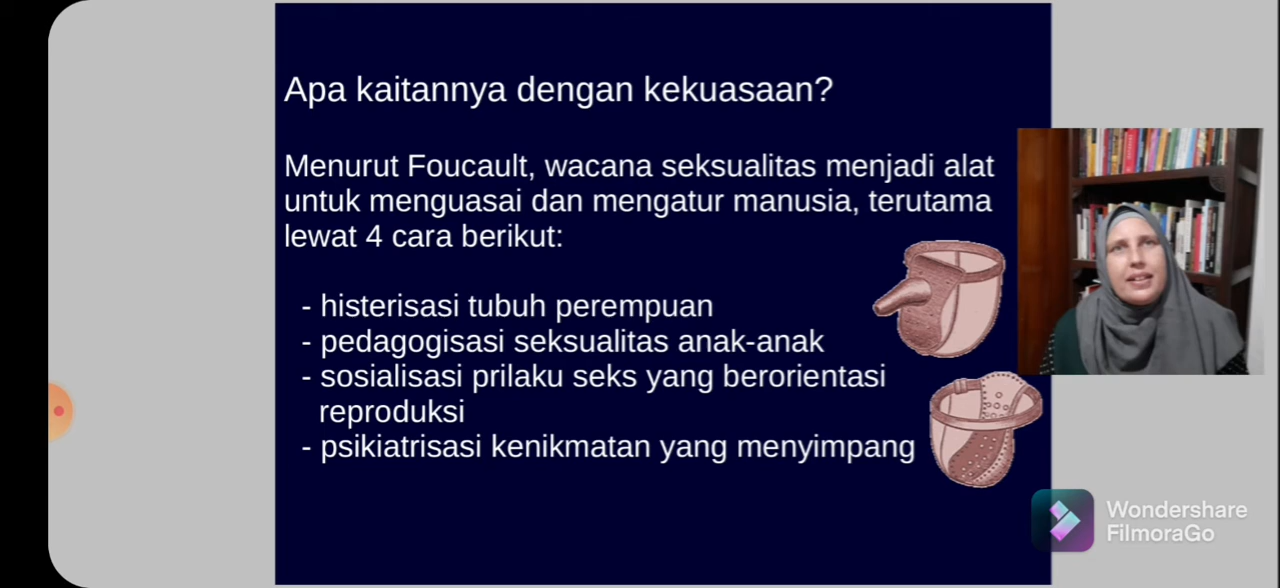 Apa kaitannya dengan kekuasaan?
Menurut Foucault, wacana seksualitas menjadi alat
untuk menguasai dan mengatur manusia, terutama
lewat 4 cara berikut:
- histerisasi tubuh perempuan
- pedagogisasi seksualitas anak-anak
- sosialisasi prilaku seks yang berorientasi
reproduksi
- psikiatrisasi kenikmatan yang menyimpang
Wondershare
FilmoraGo